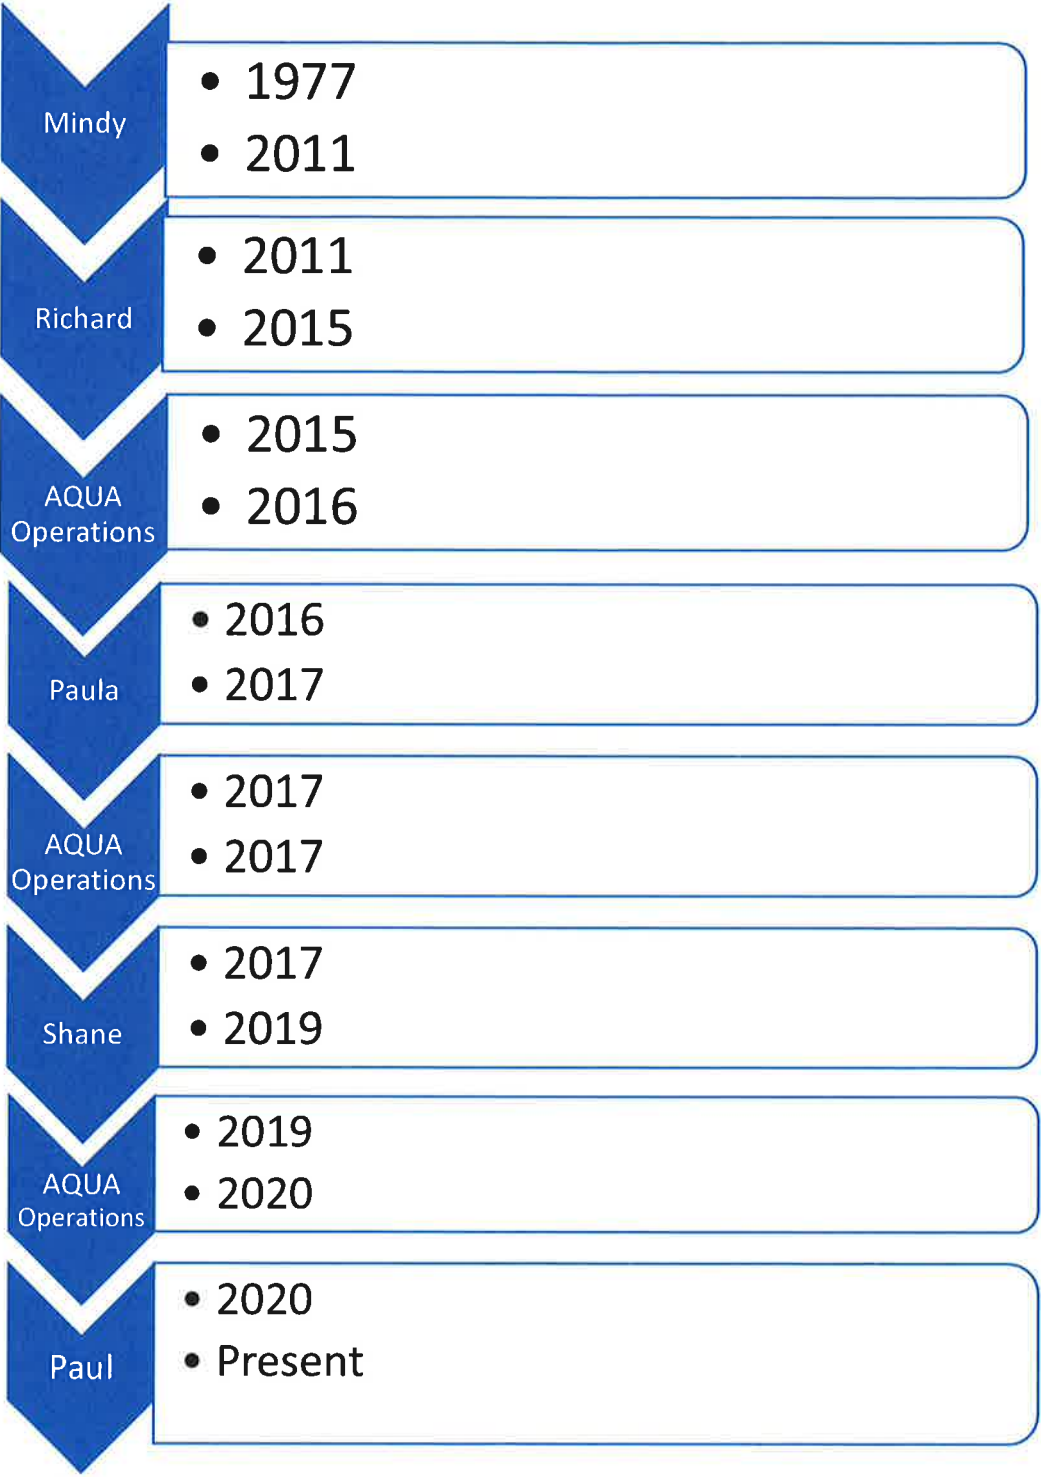 Mindy
• 1977
• 2011
Richard
• 2011
• 2015
AQUA
Operations
• 2015
• 2016
Paula
• 2016
• 2017
AQUA
Operations
• 2017
• 2017
Shane
• 2017
• 2019
AQUA
Operations
• 2019
• 2020
Paul
• 2020
• Present